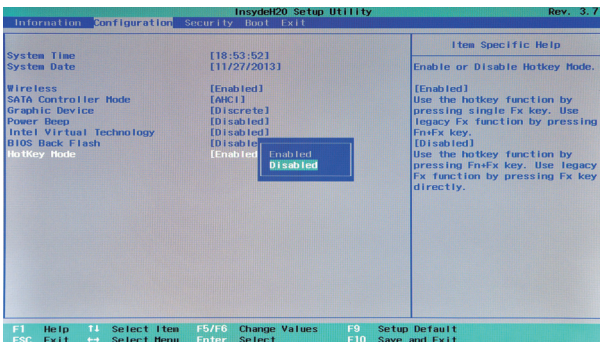 InsydeH2O Setup Utility Rev. 3.7
Information Configuration Security Boot Exit
Item Specific Help
System Time [18:53:52]
System Date [11/27/2013]
Enable or Disable Hotkey Mode.
Wireless [Enabled]
SATA Controller Mode [AHCI]
Graphic Device [Discrete]
Power Beep [Disabled]
Intel Virtual Technology [Disabled]
BIOS Back Flash [Disable
HotKey Mode [Enabled
Enabled
Disabled
[Enabled]
Use the hotkey function by
pressing single Fx key. Use
legacy Fx function by pressing
Fn+Fx key.
[Disabled]
Use the hotkey function by
pressing Fn+Fx key. Use legacy
Fx function by pressing Fx key
directly.
F1 Help ↑↓ Select Item F5/F6 Change Values F9 Setup Default
ESC Exit ↔ Select Menu Enter Select F10 Save and Exit